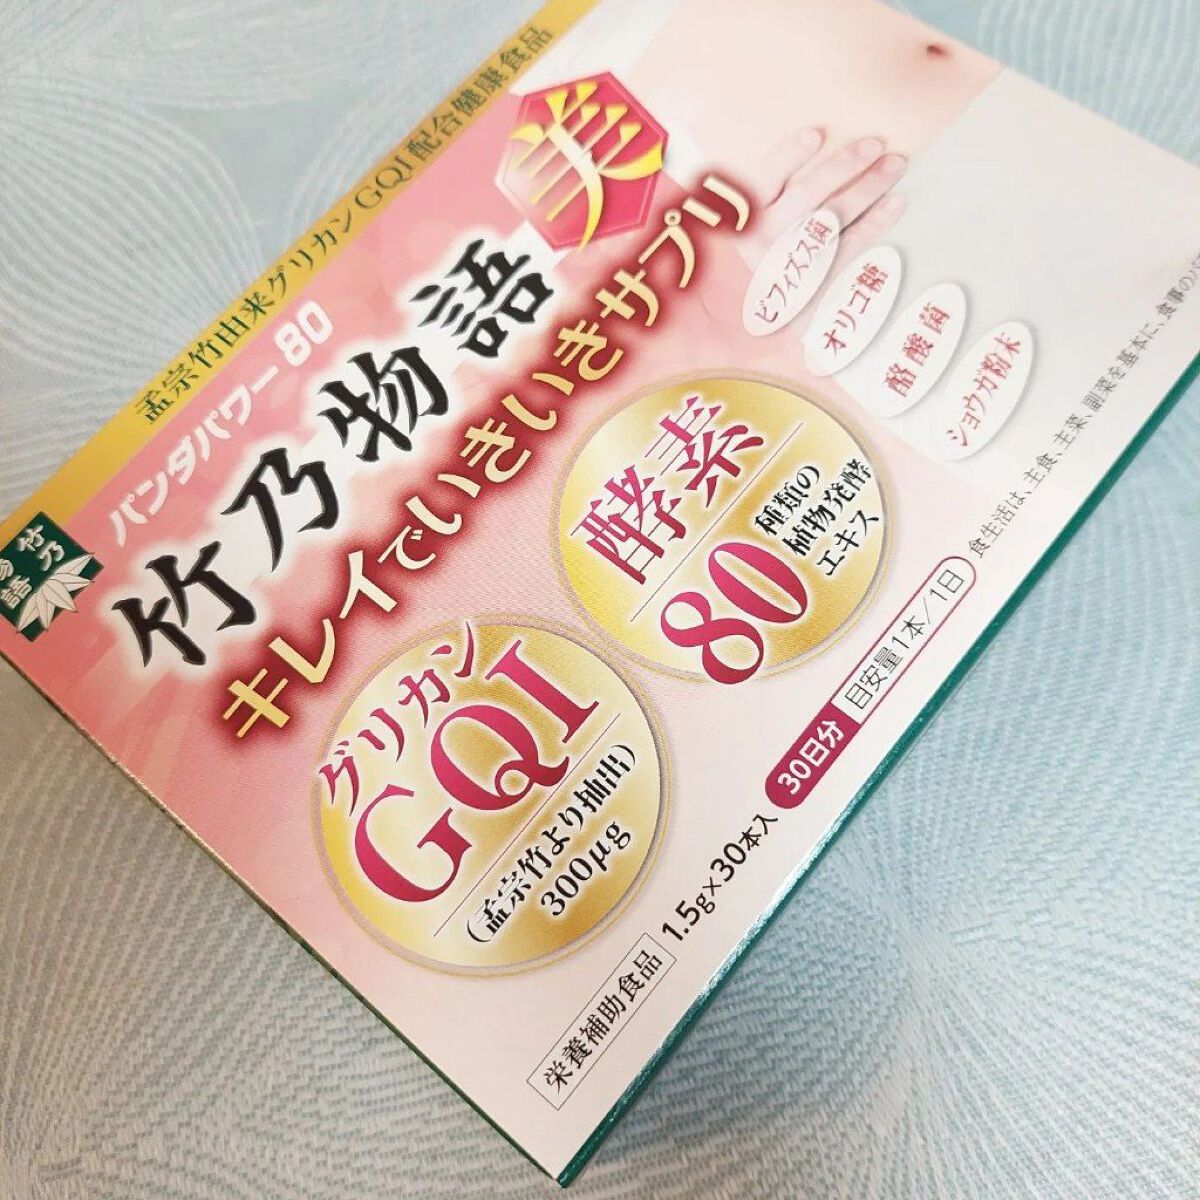 孟宗竹由来グリカンGQI配合健康食品
竹乃
物語
パンダパワー80
竹乃物語
美
キレイでいきいきサプリ
ビフィズス菌
オリゴ糖
酪酸菌
ショウガ粉末
酵素
80
種類の
植物発酵
エキス
グリカン
GQI
(孟宗竹より抽出)
300μg
栄養補助食品
1.5g×30本入
30日分
目安量1本/1日
食生活は、主食、主菜、副菜を基本に、食事の